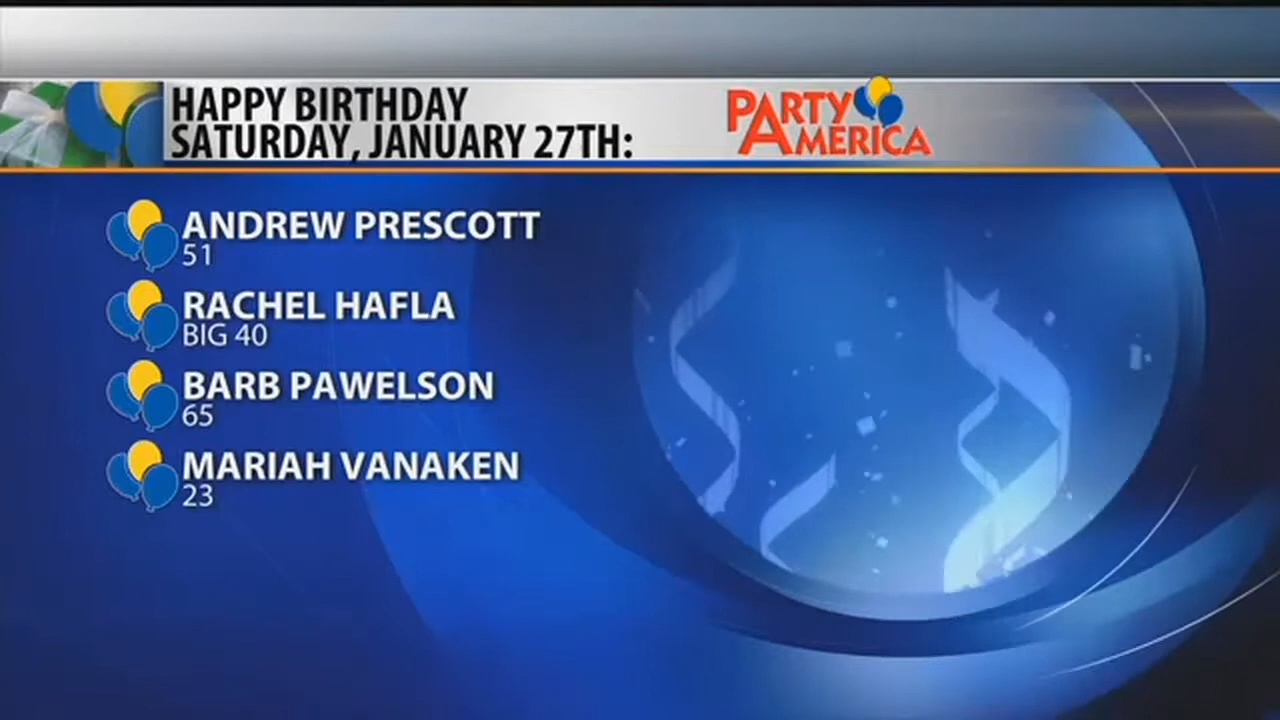 HAPPY BIRTHDAY
SATURDAY, JANUARY 27TH:
PARTY
AMERICA
ANDREW PRESCOTT
51
RACHEL HAFLA
BIG 40
BARB PAWELSON
65
MARIAH VANAKEN
23